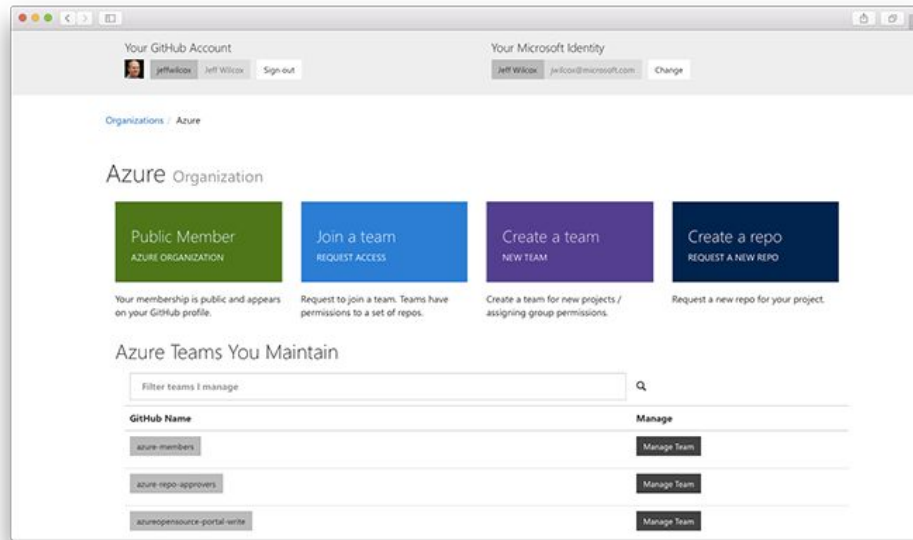 Your GitHub Account
Your Microsoft Identity
jeffwilcox Jeff Wilcox Sign out
Jeff Wilcox jwilcox@microsoft.com Change
Organizations / Azure
Azure Organization
Public Member
AZURE ORGANIZATION
Join a team
REQUEST ACCESS
Create a team
NEW TEAM
Create a repo
REQUEST A NEW REPO
Your membership is public and appears
on your GitHub profile.
Request to join a team. Teams have
permissions to a set of repos.
Create a team for new projects /
assigning group permissions.
Request a new repo for your project.
Azure Teams You Maintain
Filter teams I manage
GitHub Name Manage
azure-members Manage Team
azure-repo-approvers Manage Team
azureopensource-portal-write Manage Team